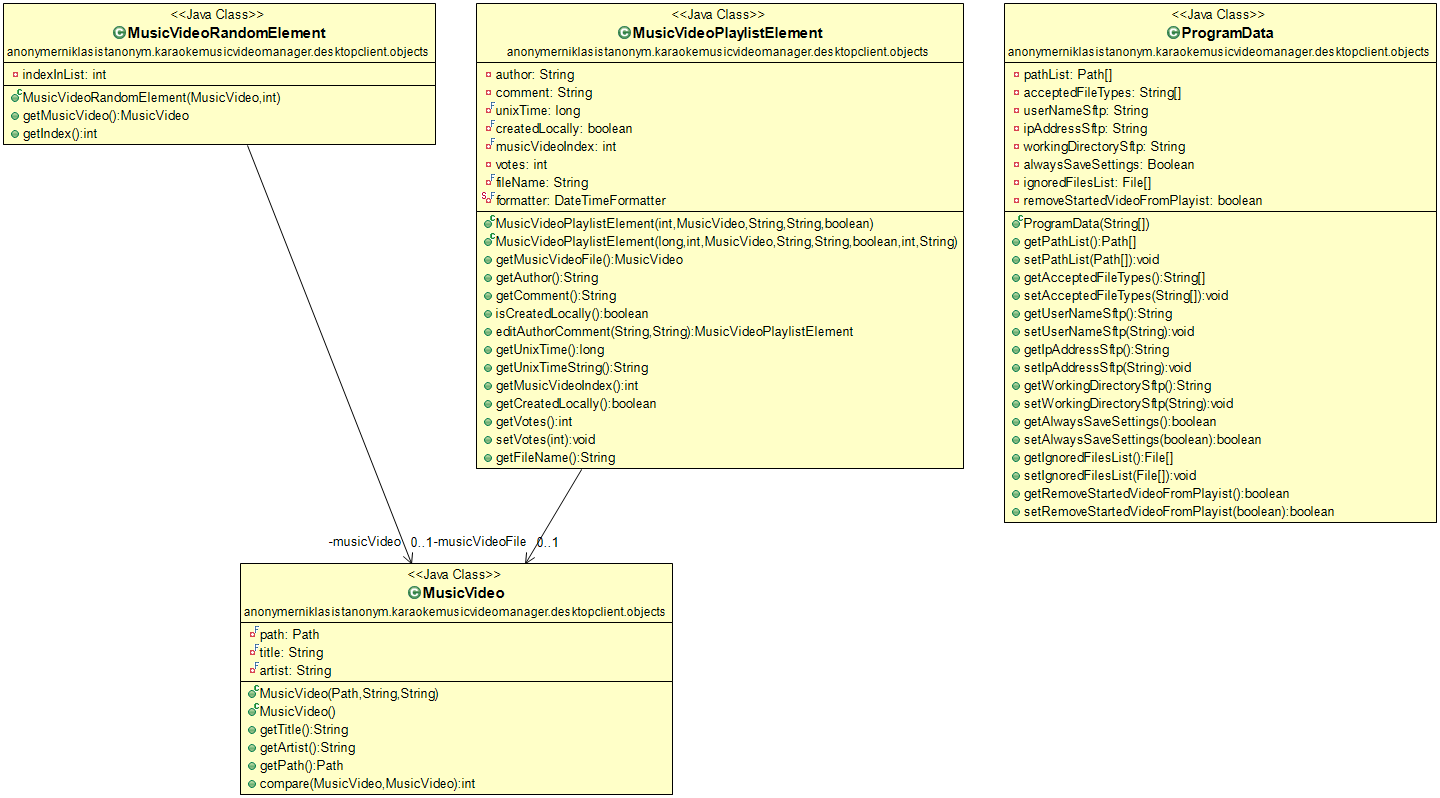 <<Java Class>>
MusicVideoRandomElement
anonymerniklasistanonym.karaokemusicvideomanager.desktopclient.objects
indexInList: int
MusicVideoRandomElement(MusicVideo,int)
getMusicVideo():MusicVideo
getIndex():int
<<Java Class>>
MusicVideoPlaylistElement
anonymerniklasistanonym.karaokemusicvideomanager.desktopclient.objects
author: String
comment: String
unixTime: long
createdLocally: boolean
musicVideoIndex: int
votes: int
fileName: String
formatter: DateTimeFormatter
MusicVideoPlaylistElement(int,MusicVideo,String,String,boolean)
MusicVideoPlaylistElement(long,int,MusicVideo,String,String,boolean,int,String)
getMusicVideoFile():MusicVideo
getAuthor():String
getComment():String
isCreatedLocally():boolean
editAuthorComment(String,String):MusicVideoPlaylistElement
getUnixTime():long
getUnixTimeString():String
getMusicVideoIndex():int
getCreatedLocally():boolean
getVotes():int
setVotes(int):void
getFileName():String
<<Java Class>>
ProgramData
anonymerniklasistanonym.karaokemusicvideomanager.desktopclient.objects
pathList: Path[]
acceptedFileTypes: String[]
userNameSftp: String
ipAddressSftp: String
workingDirectorySftp: String
alwaysSaveSettings: Boolean
ignoredFilesList: File[]
removeStartedVideoFromPlayist: boolean
ProgramData(String[])
getPathList():Path[]
setPathList(Path[]):void
getAcceptedFileTypes():String[]
setAcceptedFileTypes(String[]):void
getUserNameSftp():String
setUserNameSftp(String):void
getIpAddressSftp():String
setIpAddressSftp(String):void
getWorkingDirectorySftp():String
setWorkingDirectorySftp(String):void
getAlwaysSaveSettings():boolean
setAlwaysSaveSettings(boolean):boolean
getIgnoredFilesList():File[]
setIgnoredFilesList(File[]):void
getRemoveStartedVideoFromPlayist():boolean
setRemoveStartedVideoFromPlayist(boolean):boolean
-musicVideo 0..1
-musicVideoFile 0..1
<<Java Class>>
MusicVideo
anonymerniklasistanonym.karaokemusicvideomanager.desktopclient.objects
path: Path
title: String
artist: String
MusicVideo(Path,String,String)
MusicVideo()
getTitle():String
getArtist():String
getPath():Path
compare(MusicVideo,MusicVideo):int